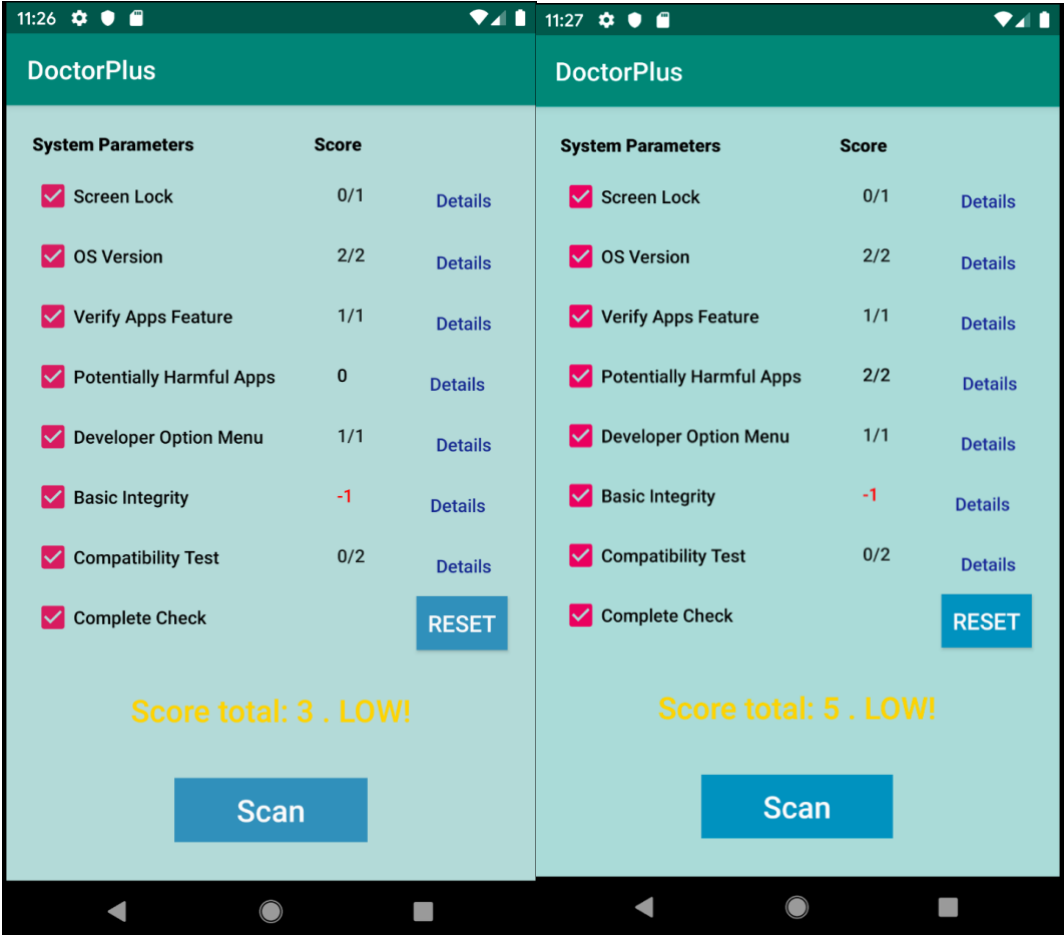 11:26
DoctorPlus
System Parameters Score
Screen Lock 0/1 Details
OS Version 2/2 Details
Verify Apps Feature 1/1 Details
Potentially Harmful Apps 0 Details
Developer Option Menu 1/1 Details
Basic Integrity -1 Details
Compatibility Test 0/2 Details
Complete Check RESET
Score total: 3 . LOW!
Scan
11:27
DoctorPlus
System Parameters Score
Screen Lock 0/1 Details
OS Version 2/2 Details
Verify Apps Feature 1/1 Details
Potentially Harmful Apps 2/2 Details
Developer Option Menu 1/1 Details
Basic Integrity -1 Details
Compatibility Test 0/2 Details
Complete Check RESET
Score total: 5 . LOW!
Scan